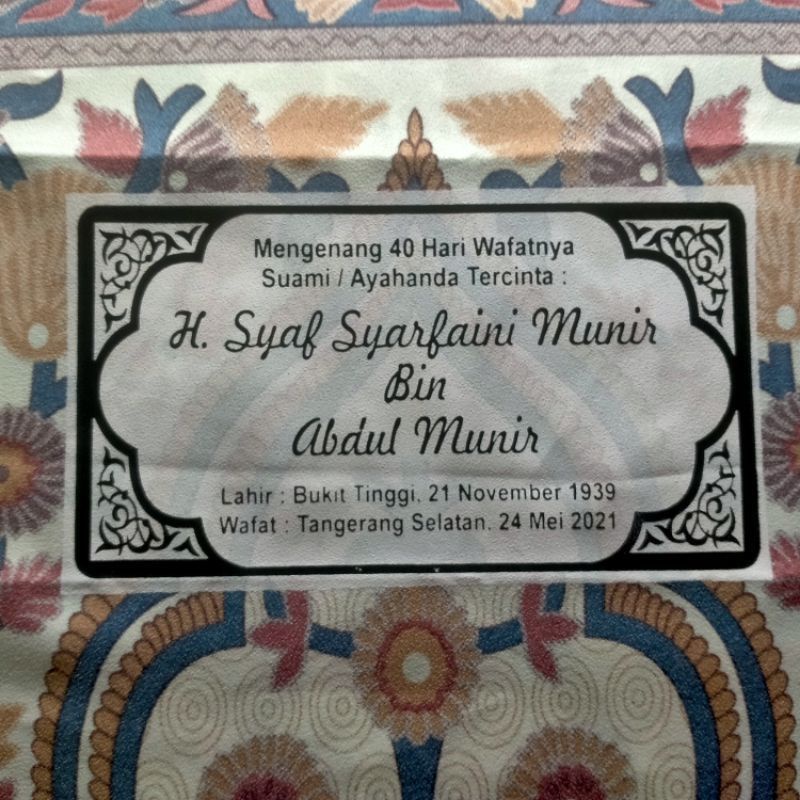 Mengenang 40 Hari Wafatnya
Suami / Ayahanda Tercinta :
H. Syaf Syarfaini Munir
Bin
Abdul Munir
Lahir : Bukit Tinggi, 21 November 1939
Wafat : Tangerang Selatan, 24 Mei 2021